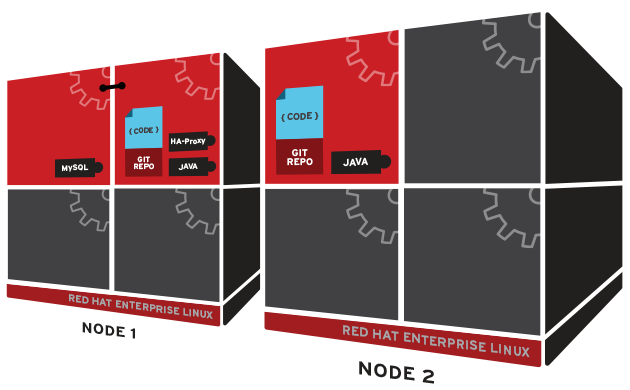 MySQL
{CODE}
GIT
REPO
HA-Proxy
JAVA
RED HAT ENTERPRISE LINUX
NODE 1
{CODE}
GIT
REPO
JAVA
RED HAT ENTERPRISE LINUX
NODE 2